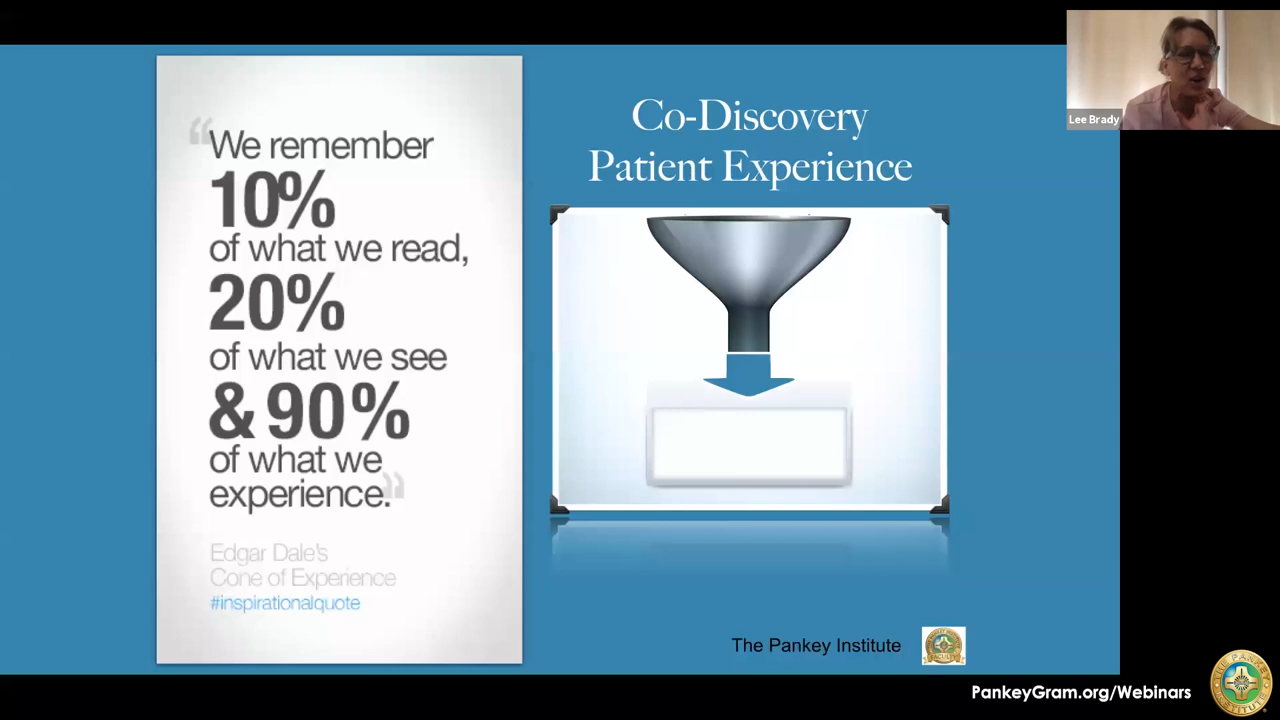 “We remember
10%
of what we read,
20%
of what we see
& 90%
of what we
experience.”
Edgar Dale's
Cone of Experience
#inspirationalquote
Co-Discovery
Patient Experience
Lee Brady
The Pankey Institute
PankeyGram.org/Webinars